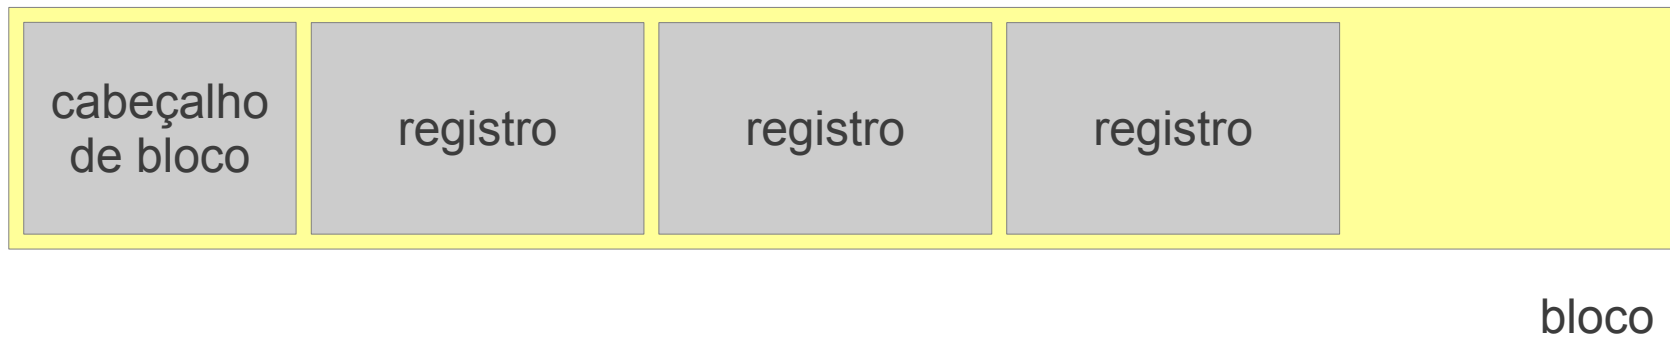 cabeçalho
de bloco
registro
registro
registro
bloco